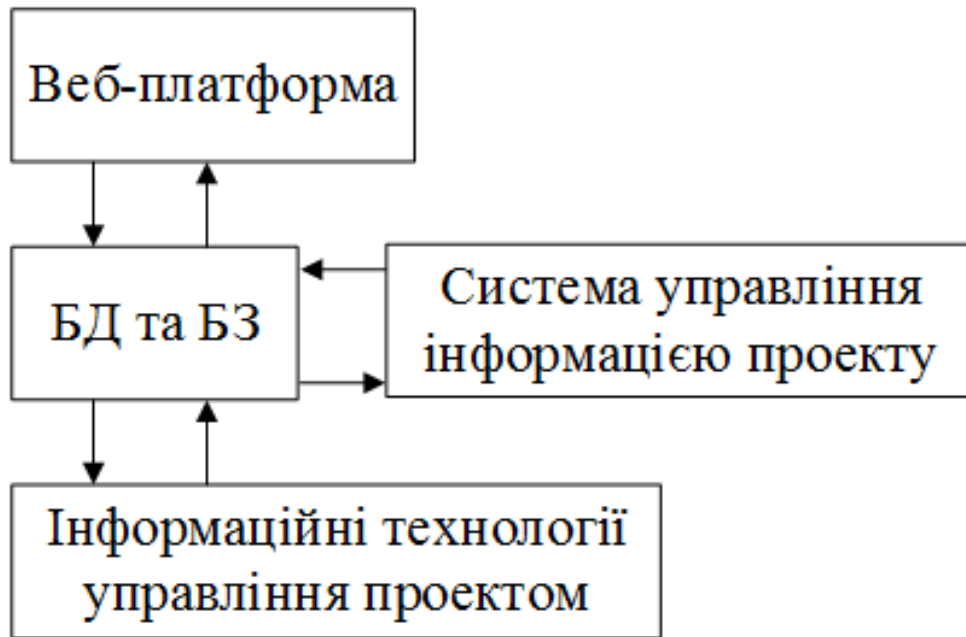 Веб-платформа
БД та БЗ
Система управління
інформацією проекту
Інформаційні технології
управління проектом